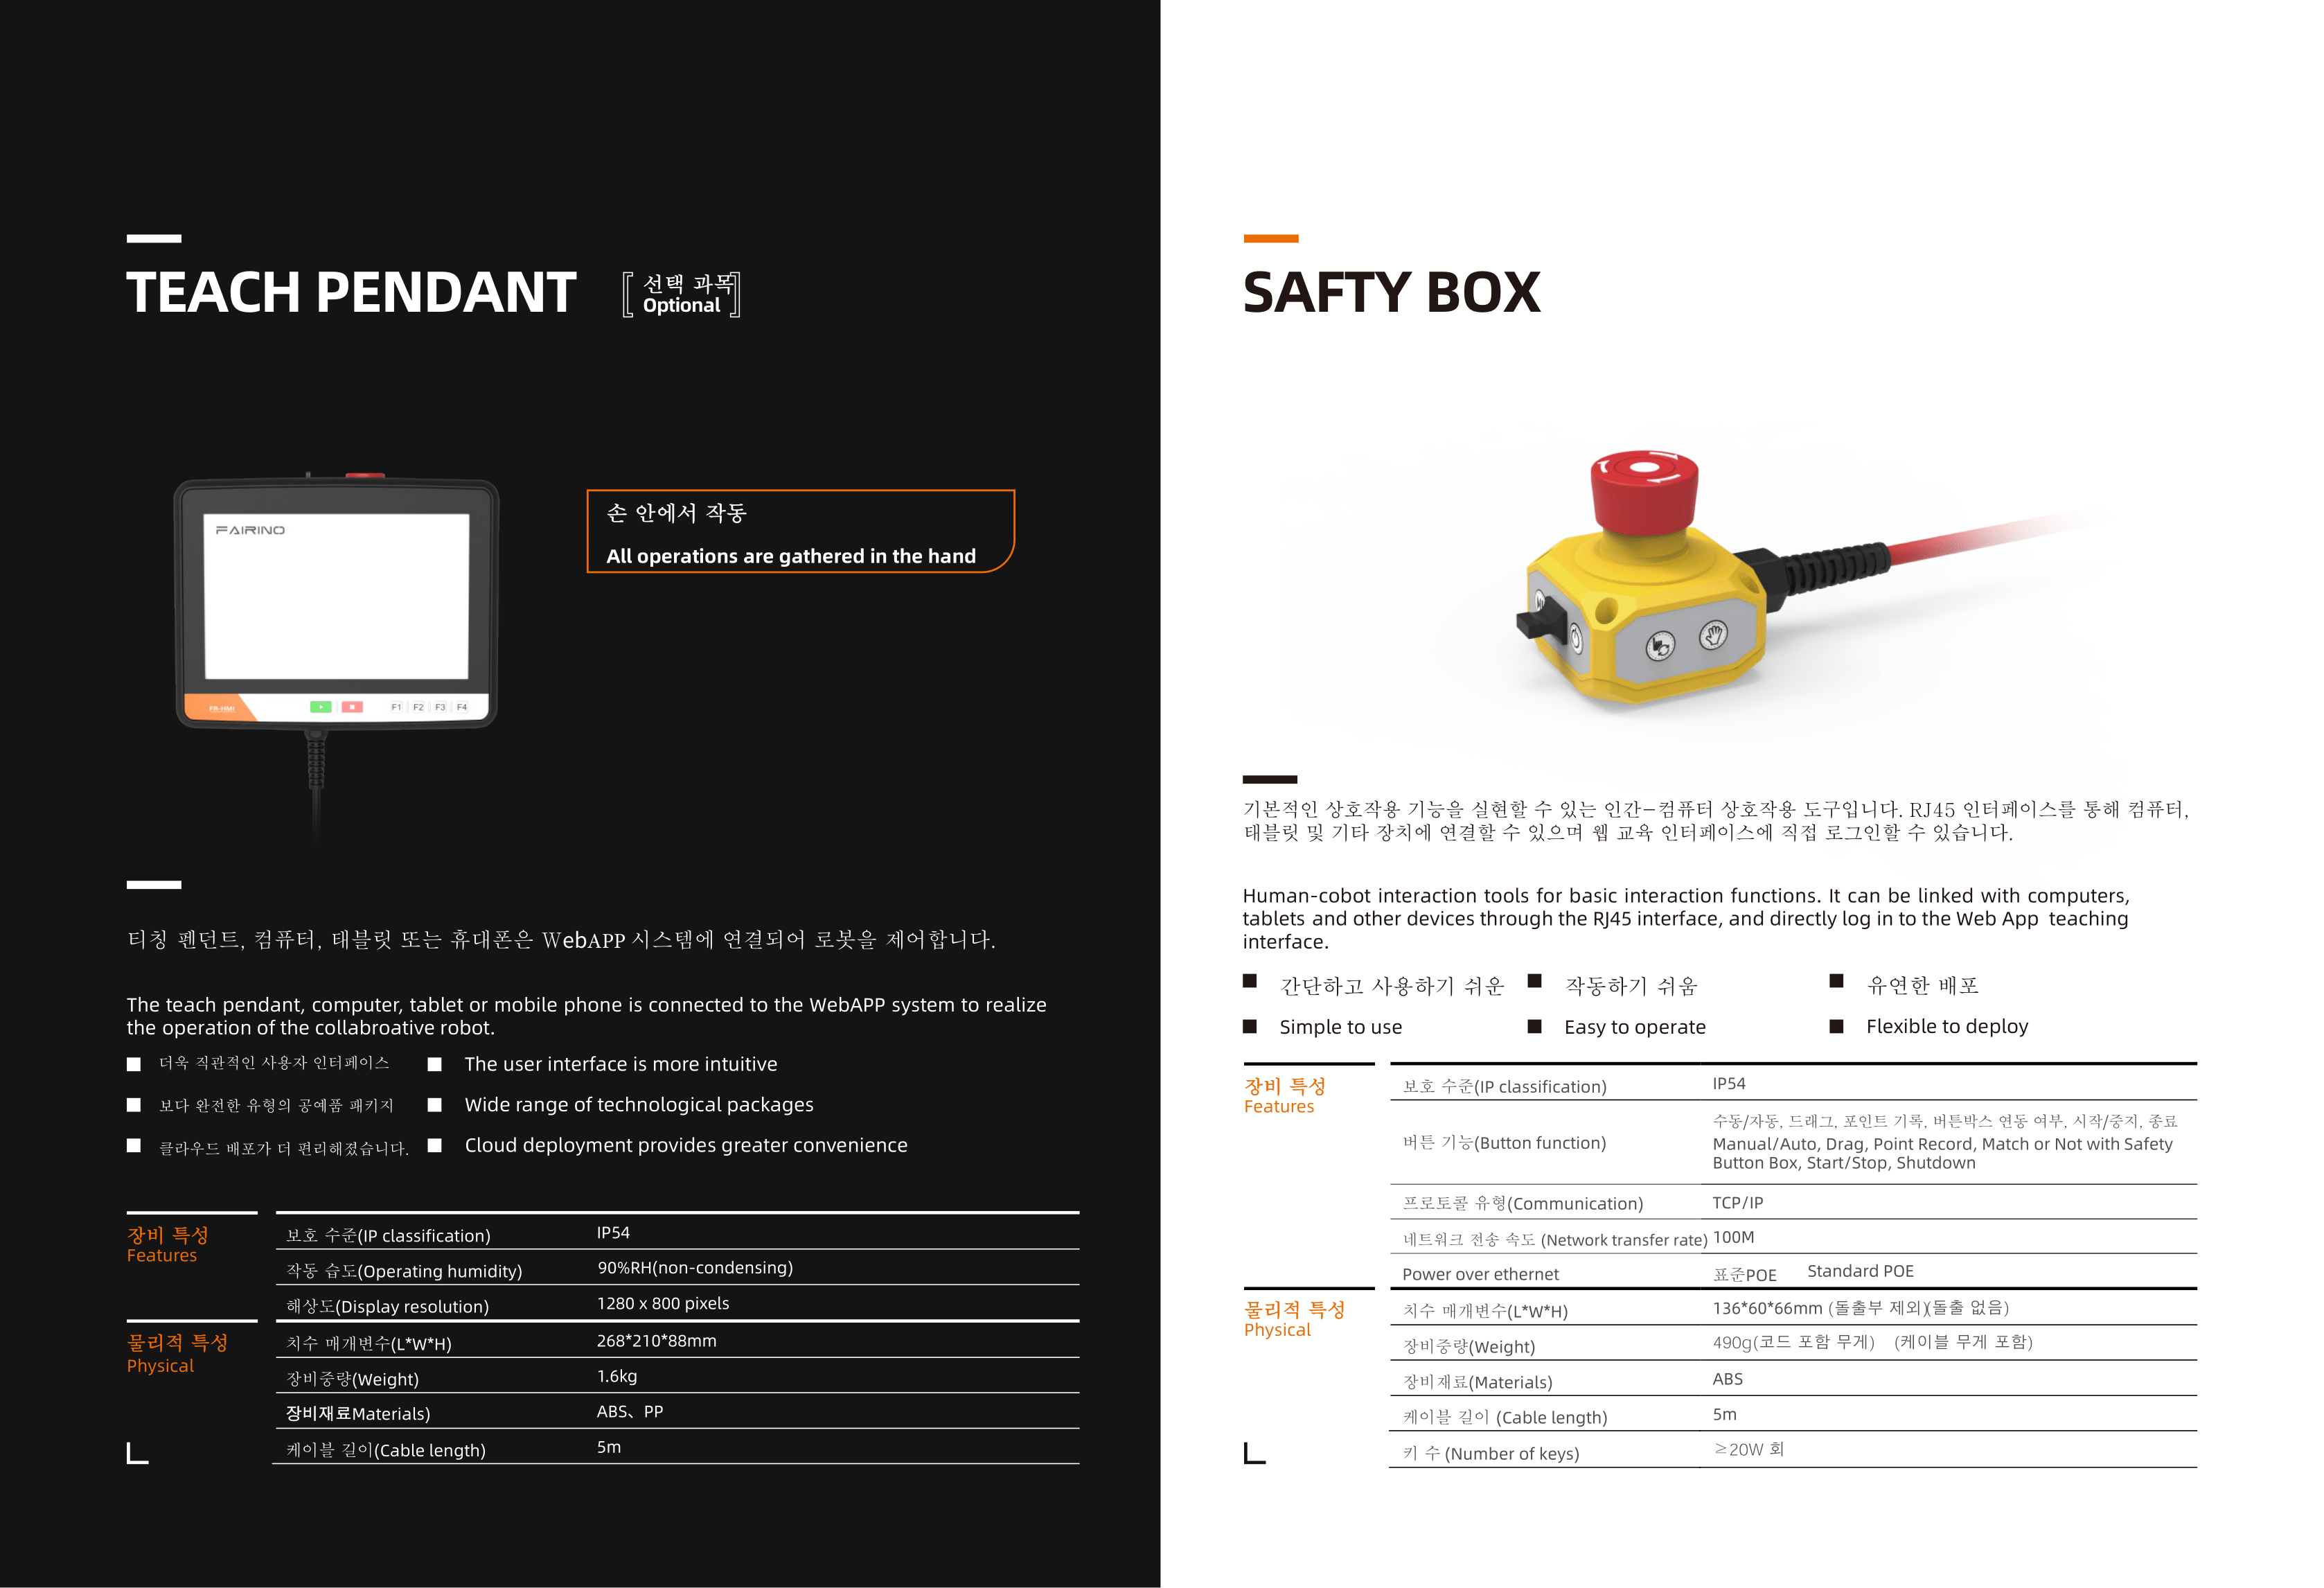 TEACH PENDANT
선택 과목
Optional
FAIRINO
F1 F2 F3 F4
손 안에서 작동
All operations are gathered in the hand
티칭 펜던트, 컴퓨터, 태블릿 또는 휴대폰은 WebAPP 시스템에 연결되어 로봇을 제어합니다.
The teach pendant, computer, tablet or mobile phone is connected to the WebAPP system to realize
the operation of the collabroative robot.
더욱 직관적인 사용자 인터페이스
The user interface is more intuitive
보다 완전한 유형의 공예품 패키지
Wide range of technological packages
클라우드 배포가 더 편리해졌습니다.
Cloud deployment provides greater convenience
장비 특성
Features
보호 수준(IP classification) IP54
작동 습도(Operating humidity) 90%RH(non-condensing)
해상도(Display resolution) 1280 x 800 pixels
물리적 특성
Physical
치수 매개변수(L*W*H) 268*210*88mm
장비중량(Weight) 1.6kg
장비재료Materials) ABS、PP
케이블 길이(Cable length) 5m
SAFTY BOX
기본적인 상호작용 기능을 실현할 수 있는 인간-컴퓨터 상호작용 도구입니다. RJ45 인터페이스를 통해 컴퓨터,
태블릿 및 기타 장치에 연결할 수 있으며 웹 교육 인터페이스에 직접 로그인할 수 있습니다.
Human-cobot interaction tools for basic interaction functions. It can be linked with computers,
tablets and other devices through the RJ45 interface, and directly log in to the Web App teaching
interface.
간단하고 사용하기 쉬운 작동하기 쉬움 유연한 배포
Simple to use Easy to operate Flexible to deploy
장비 특성
Features
보호 수준(IP classification) IP54
버튼 기능(Button function)
수동/자동, 드래그, 포인트 기록, 버튼박스 연동 여부, 시작/중지, 종료
Manual/Auto, Drag, Point Record, Match or Not with Safety
Button Box, Start/Stop, Shutdown
프로토콜 유형(Communication) TCP/IP
네트워크 전송 속도 (Network transfer rate) 100M
Power over ethernet 표준POE Standard POE
물리적 특성
Physical
치수 매개변수(L*W*H) 136*60*66mm (돌출부 제외)(돌출 없음)
장비중량(Weight) 490g(코드 포함 무게) (케이블 무게 포함)
장비재료(Materials) ABS
케이블 길이 (Cable length) 5m
키 수 (Number of keys) ≥20W 회